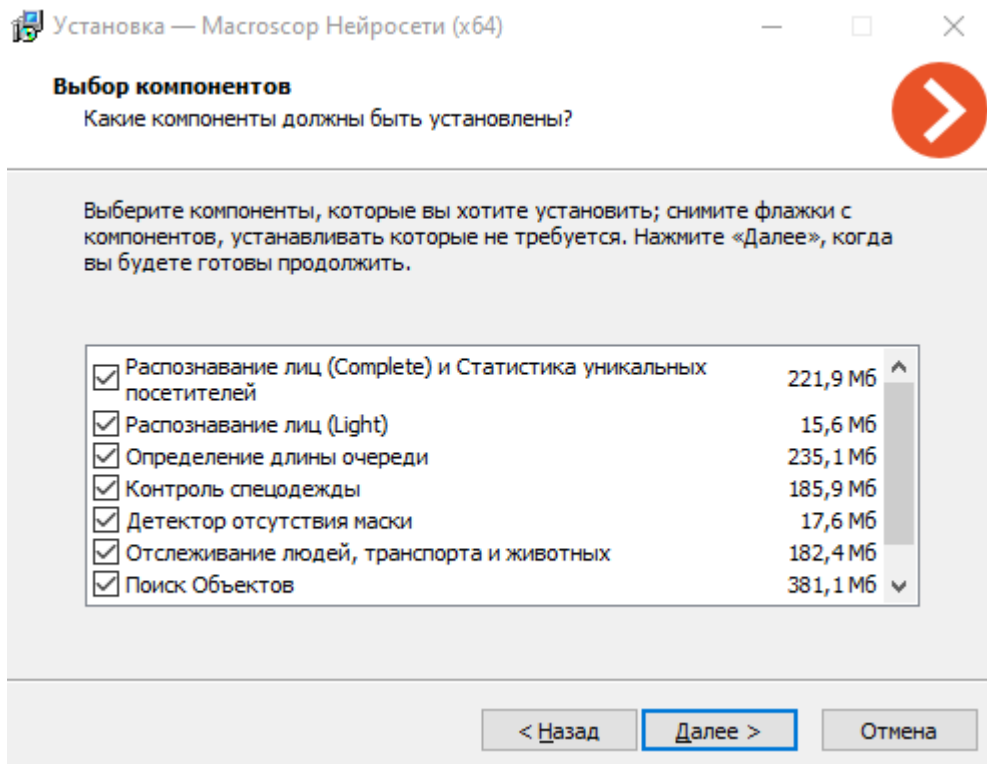 Установка — Macroscop Нейросети (x64)
Выбор компонентов
Какие компоненты должны быть установлены?
Выберите компоненты, которые вы хотите установить; снимите флажки с
компонентов, устанавливать которые не требуется. Нажмите «Далее», когда
вы будете готовы продолжить.
Распознавание лиц (Complete) и Статистика уникальных
посетителей 221,9 Мб
Распознавание лиц (Light) 15,6 Мб
Определение длины очереди 235,1 Мб
Контроль спецодежды 185,9 Мб
Детектор отсутствия маски 17,6 Мб
Отслеживание людей, транспорта и животных 182,4 Мб
Поиск Объектов 381,1 Мб
< Назад Далее > Отмена